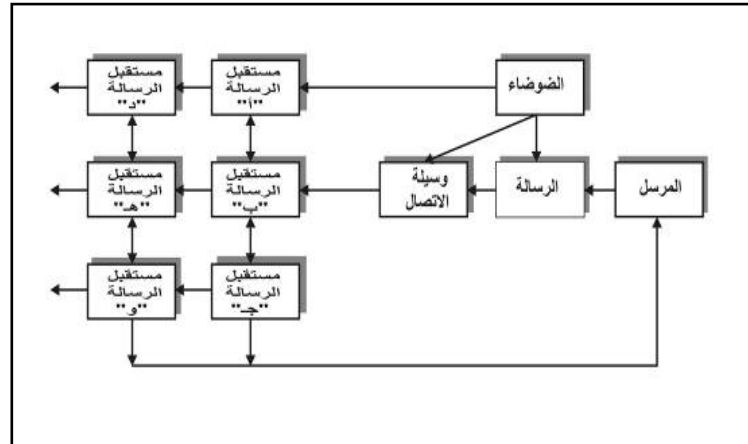 الضوضاء
مستقبل
الرسالة
"أ"
مستقبل
الرسالة
"د"
المرسل
الرسالة
وسيلة
الاتصال
مستقبل
الرسالة
"ب"
مستقبل
الرسالة
"هـ"
مستقبل
الرسالة
"جـ"
مستقبل
الرسالة
"و"